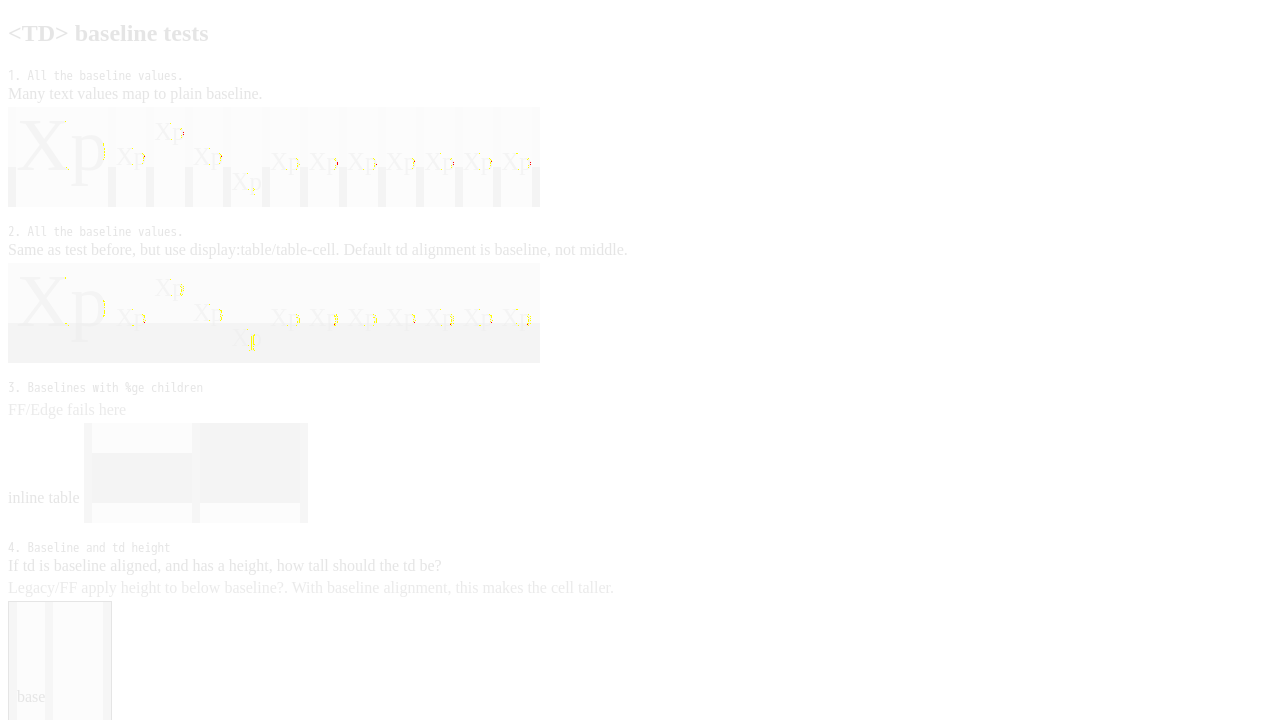 <TD> baseline tests
1. All the baseline values.
Many text values map to plain baseline.
Xp Xp Xp Xp Xp Xp Xp Xp Xp Xp Xp Xp
2. All the baseline values.
Same as test before, but use display:table/table-cell. Default td alignment is baseline, not middle.
Xp Xp Xp Xp Xp Xp Xp Xp Xp Xp Xp Xp
3. Baselines with %ge children
FF/Edge fails here
inline table
4. Baseline and td height
If td is baseline aligned, and has a height, how tall should the td be?
Legacy/FF apply height to below baseline?. With baseline alignment, this makes the cell taller.
base